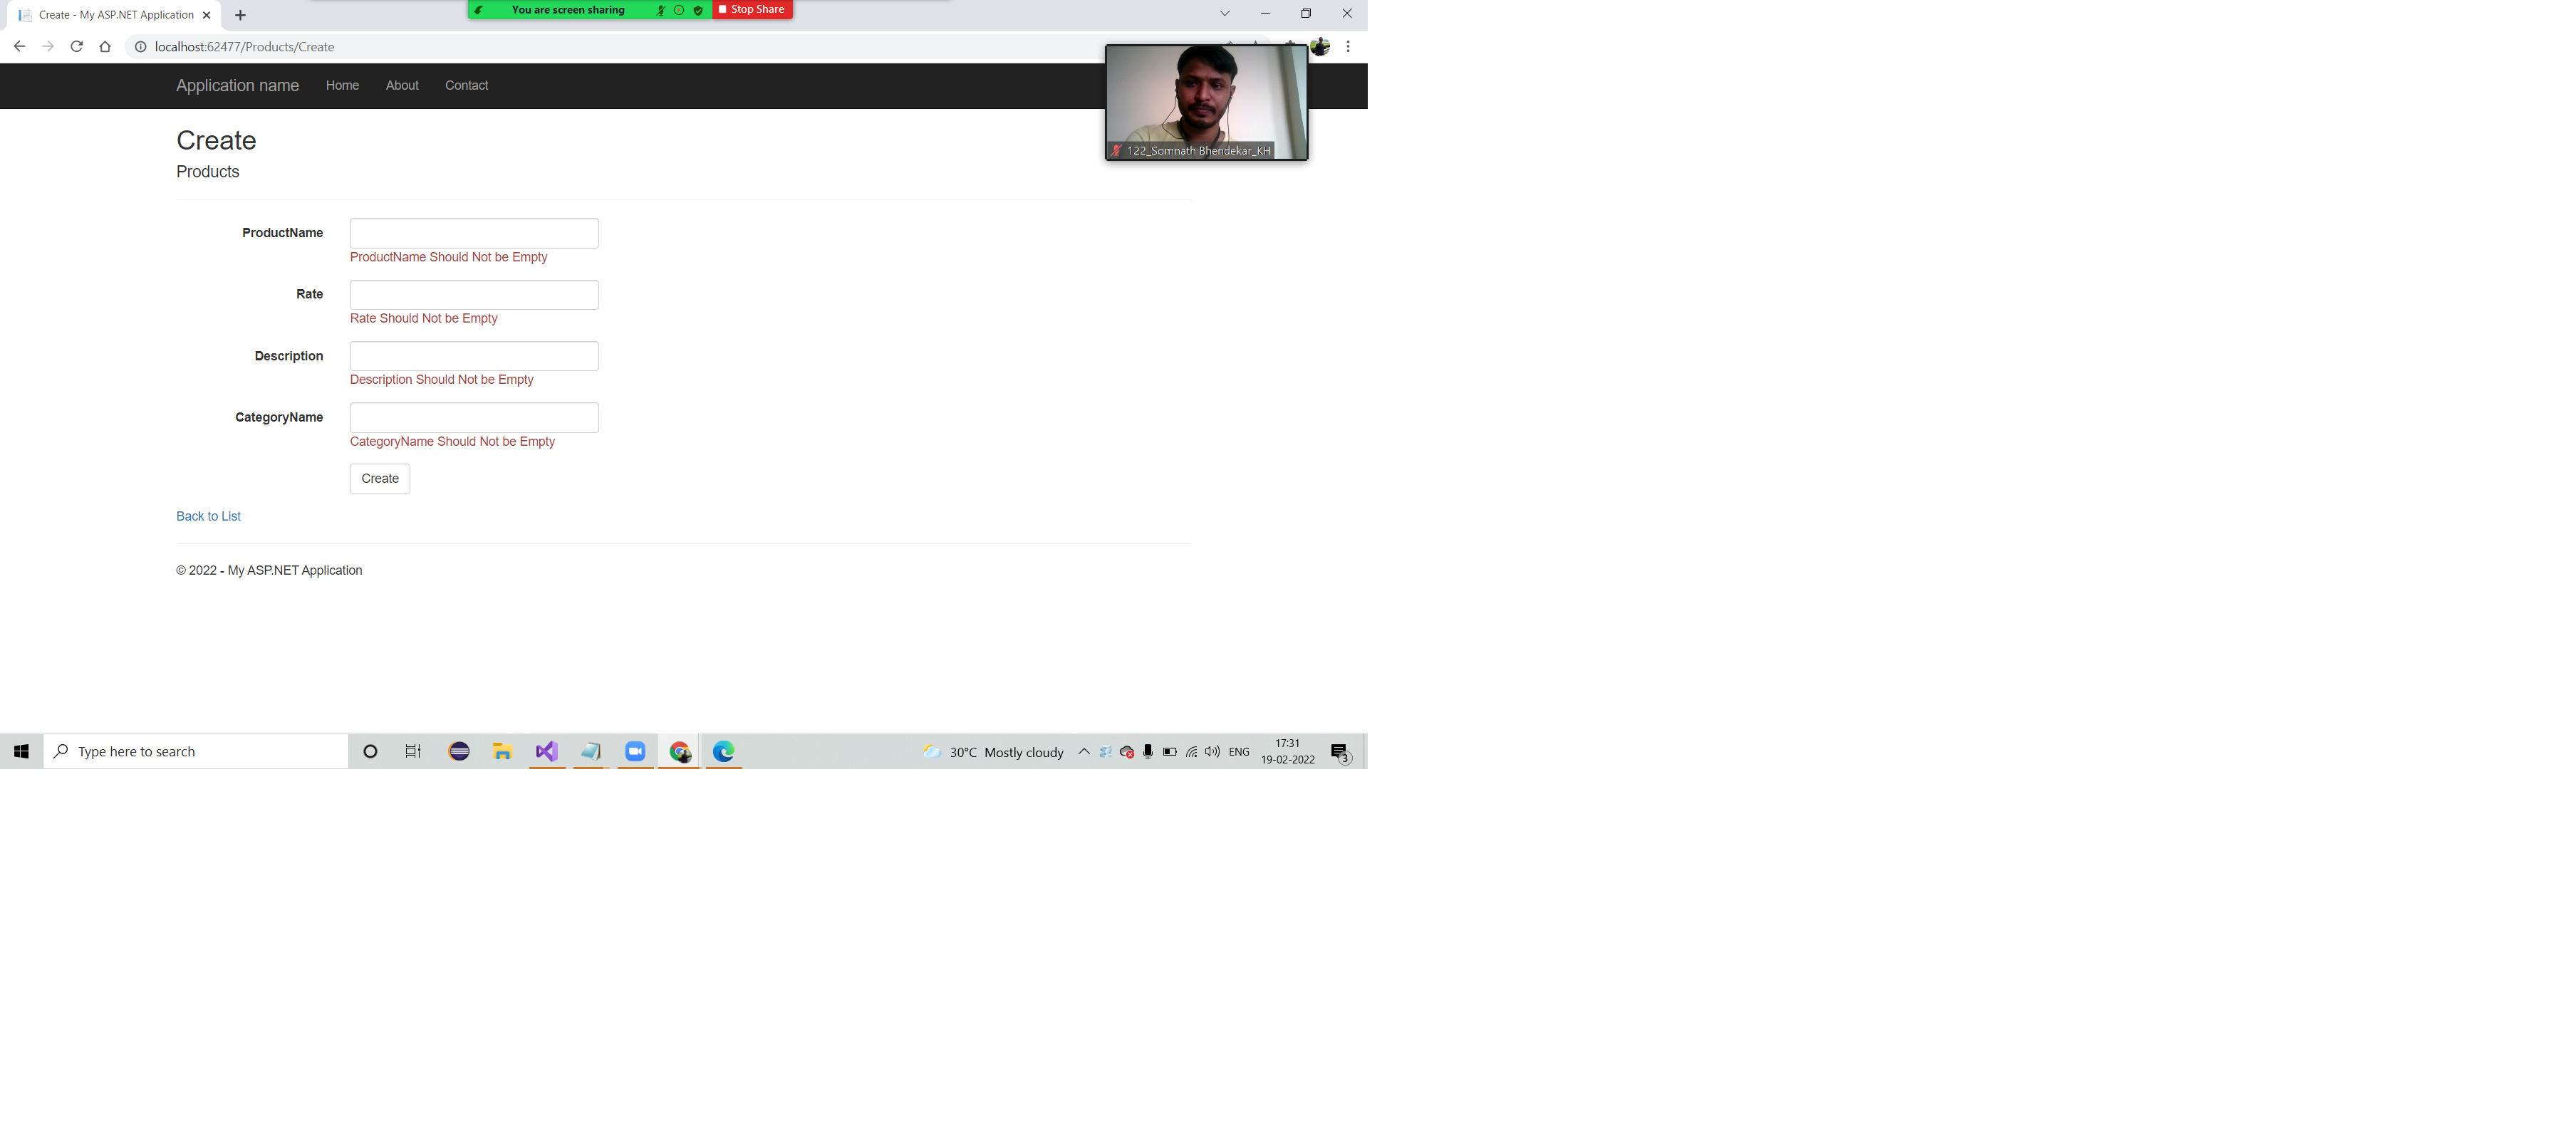 Create - My ASP.NET Application
You are screen sharing
Stop Share
localhost:62477/Products/Create
Application name Home About Contact
122_Somnath Bhendekar_KH
Create
Products
ProductName
ProductName Should Not be Empty
Rate
Rate Should Not be Empty
Description
Description Should Not be Empty
CategoryName
CategoryName Should Not be Empty
Create
Back to List
© 2022 - My ASP.NET Application
Type here to search
30°C Mostly cloudy
ENG
17:31
19-02-2022
3